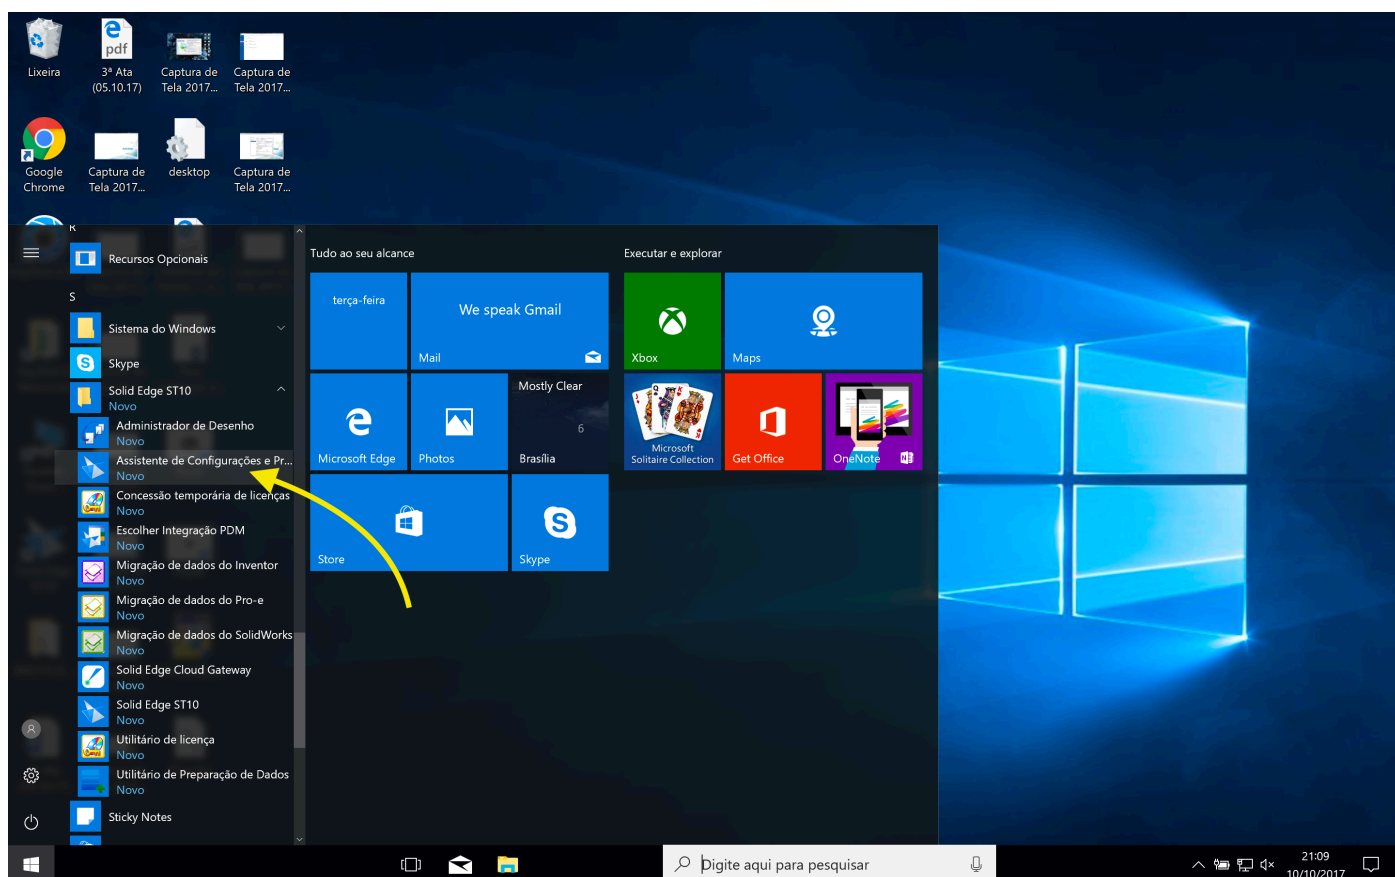 pdf
Lixeira
3ª Ata
(05.10.17)
Captura de
Tela 2017...
Captura de
Tela 2017...
Google
Chrome
Captura de
Tela 2017...
desktop
Captura de
Tela 2017...
R
Recursos Opcionais
S
Sistema do Windows
Skype
Solid Edge ST10
Novo
Administrador de Desenho
Novo
Assistente de Configurações e Pr...
Novo
Concessão temporária de licenças
Novo
Escolher Integração PDM
Novo
Migração de dados do Inventor
Novo
Migração de dados do Pro-e
Novo
Migração de dados do SolidWorks
Novo
Solid Edge Cloud Gateway
Novo
Solid Edge ST10
Novo
Utilitário de licença
Novo
Utilitário de Preparação de Dados
Novo
Sticky Notes
Tudo ao seu alcance
terça-feira
We speak Gmail
Mail
Microsoft Edge
Photos
Mostly Clear
6
Brasília
Store
Skype
Executar e explorar
Xbox
Maps
Microsoft
Solitaire Collection
Get Office
OneNote
Digite aqui para pesquisar
21:09
10/10/2017